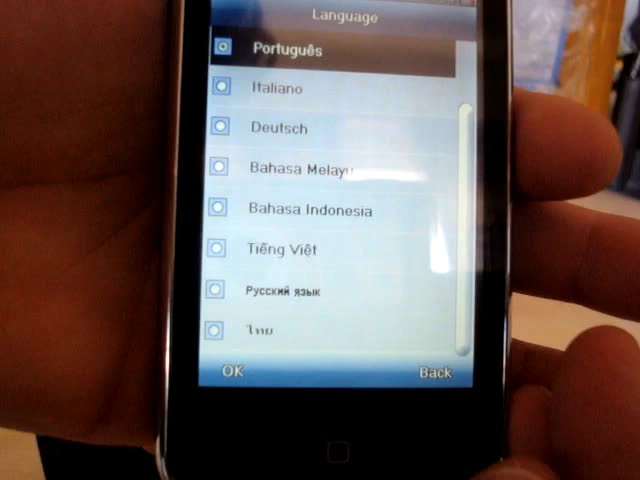 Language
Português
Italiano
Deutsch
Bahasa Melayu
Bahasa Indonesia
Tiếng Việt
Русский язык
ไทย
OK
Back